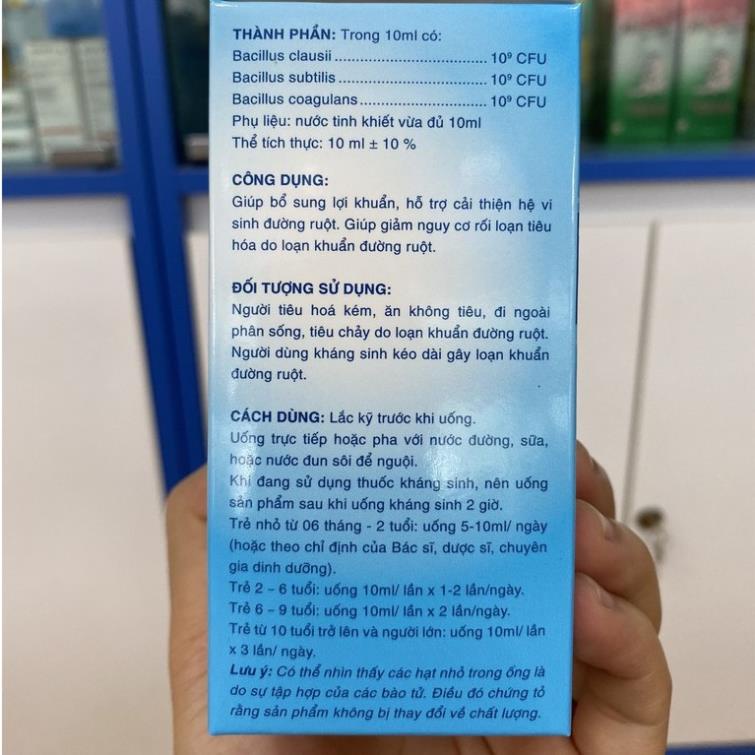 THÀNH PHẦN: Trong 10ml có:
Bacillus clausii................................ 10⁹ CFU
Bacillus subtilis............................... 10⁹ CFU
Bacillus coagulans.......................... 10⁹ CFU
Phụ liệu: nước tinh khiết vừa đủ 10ml
Thể tích thực: 10 ml ± 10 %
CÔNG DỤNG:
Giúp bổ sung lợi khuẩn, hỗ trợ cải thiện hệ vi
sinh đường ruột. Giúp giảm nguy cơ rối loạn tiêu
hóa do loạn khuẩn đường ruột.
ĐỐI TƯỢNG SỬ DỤNG:
Người tiêu hoá kém, ăn không tiêu, đi ngoài
phân sống, tiêu chảy do loạn khuẩn đường ruột.
Người dùng kháng sinh kéo dài gây loạn khuẩn
đường ruột.
CÁCH DÙNG: Lắc kỹ trước khi uống.
Uống trực tiếp hoặc pha với nước đường, sữa,
hoặc nước đun sôi để nguội.
Khi đang sử dụng thuốc kháng sinh, nên uống
sản phẩm sau khi uống kháng sinh 2 giờ.
Trẻ nhỏ từ 06 tháng - 2 tuổi: uống 5-10ml/ ngày
(hoặc theo chỉ định của Bác sĩ, dược sĩ, chuyên
gia dinh dưỡng).
Trẻ 2 – 6 tuổi: uống 10ml/ lần x 1-2 lần/ngày.
Trẻ 6 – 9 tuổi: uống 10ml/ lần x 2 lần/ngày.
Trẻ từ 10 tuổi trở lên và người lớn: uống 10ml/ lần
x 3 lần/ ngày.
Lưu ý: Có thể nhìn thấy các hạt nhỏ trong ống là
do sự tập hợp của các bào tử. Điều đó chứng tỏ
rằng sản phẩm không bị thay đổi về chất lượng.